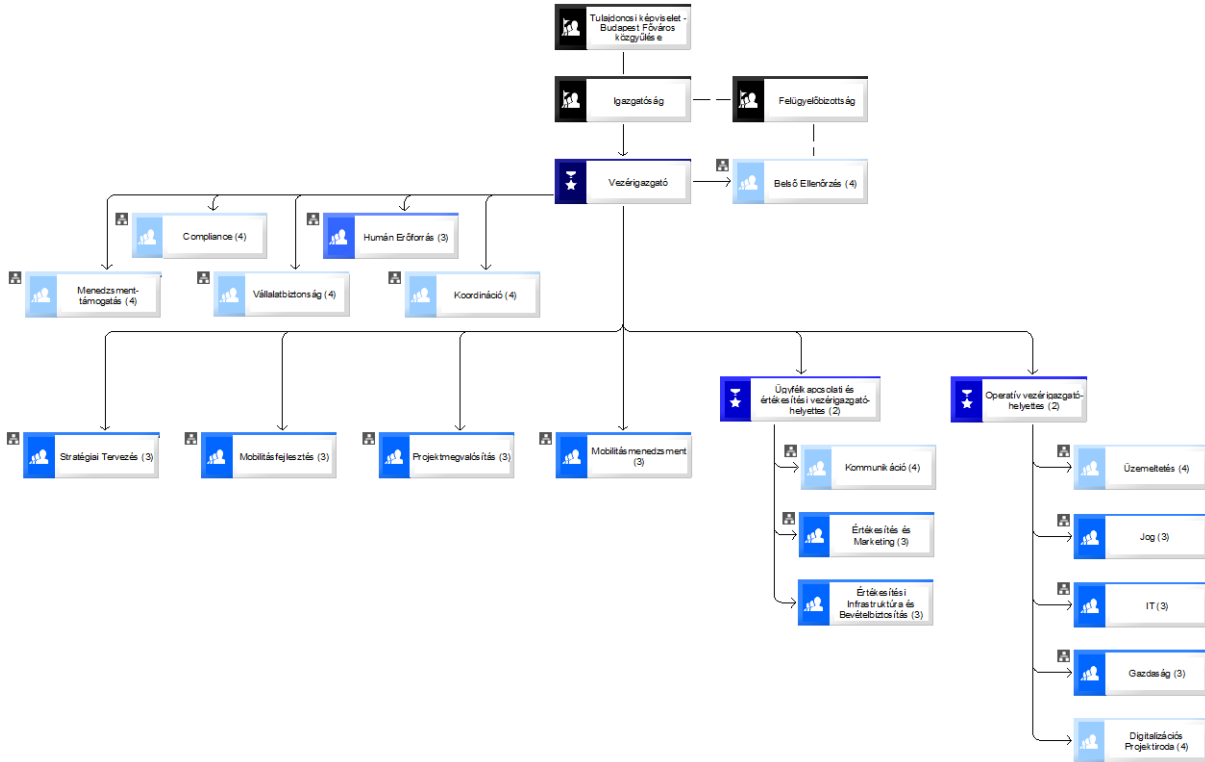 Tulajdonosi képviselet -
Budapest Főváros
közgyűlése
Igazgatóság
Felügyelőbizottság
Vezérigazgató
Belső Ellenőrzés (4)
Compliance (4)
Humán Erőforrás (3)
Menedzsment-
támogatás (4)
Vállalatbiztonság (4)
Koordináció (4)
Ügyfélkapcsolati és
értékesítési vezérigazgató-
helyettes (2)
Operatív vezérigazgató-
helyettes (2)
Stratégiai Tervezés (3)
Mobilitásfejlesztés (3)
Projektmegvalósítás (3)
Mobilitásmenedzsment
(3)
Kommunikáció (4)
Üzemeltetés (4)
Értékesítés és
Marketing (3)
Jog (3)
Értékesítési
Infrastruktúra és
Bevételbiztosítás (3)
IT (3)
Gazdaság (3)
Digitalizációs
Projektiroda (4)